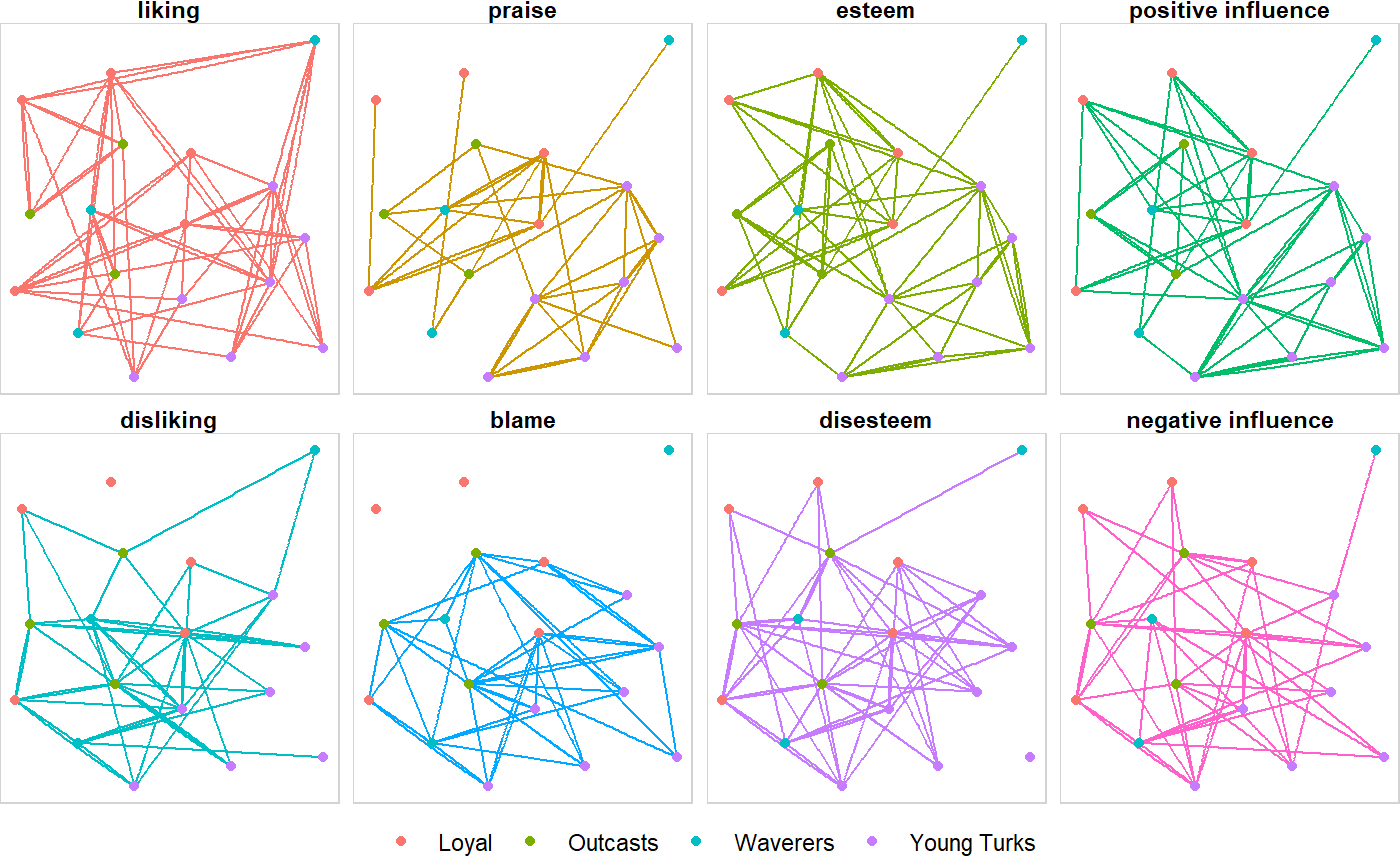 liking praise esteem positive influence
disliking blame disesteem negative influence
Loyal Outcasts Waverers Young Turks